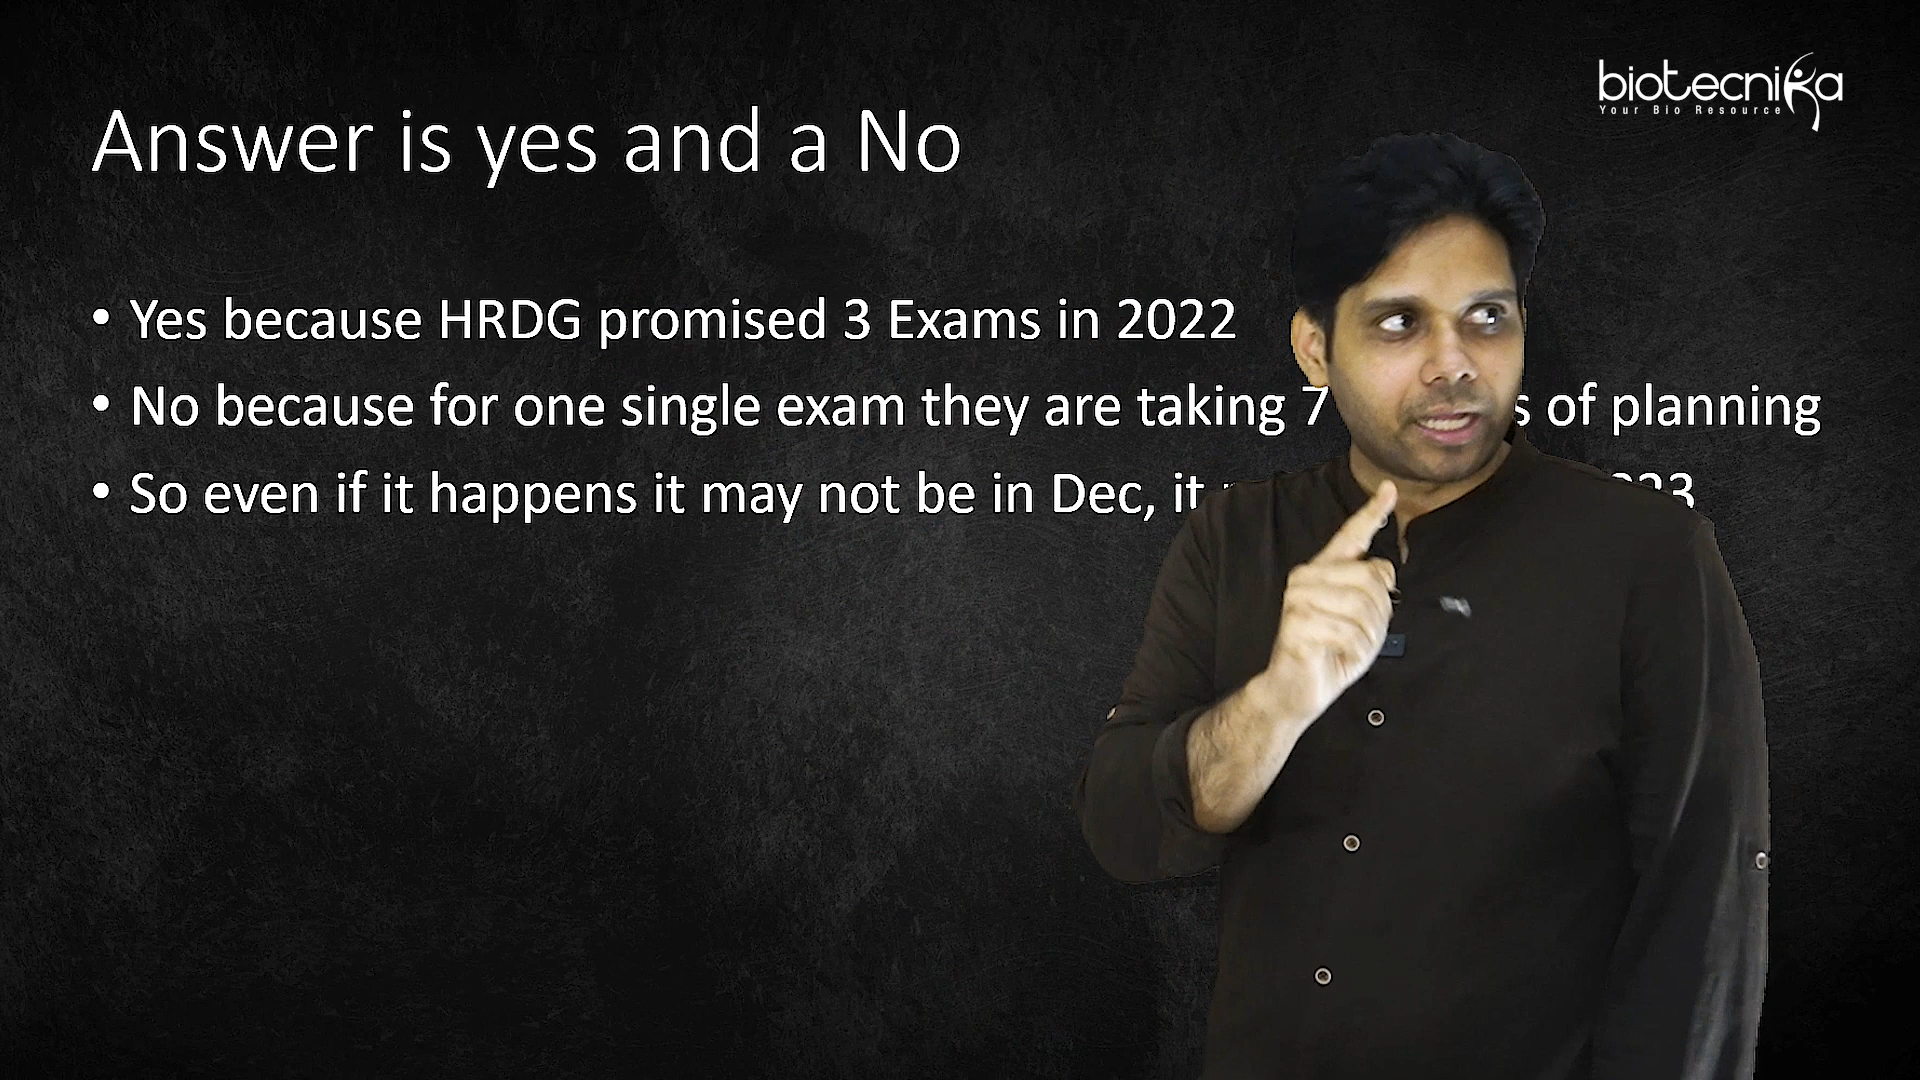 biotecnika
Your Bio Resource
Answer is yes and a No
• Yes because HRDG promised 3 Exams in 2022
• No because for one single exam they are taking 7 of planning
• So even if it happens it may not be in Dec, it